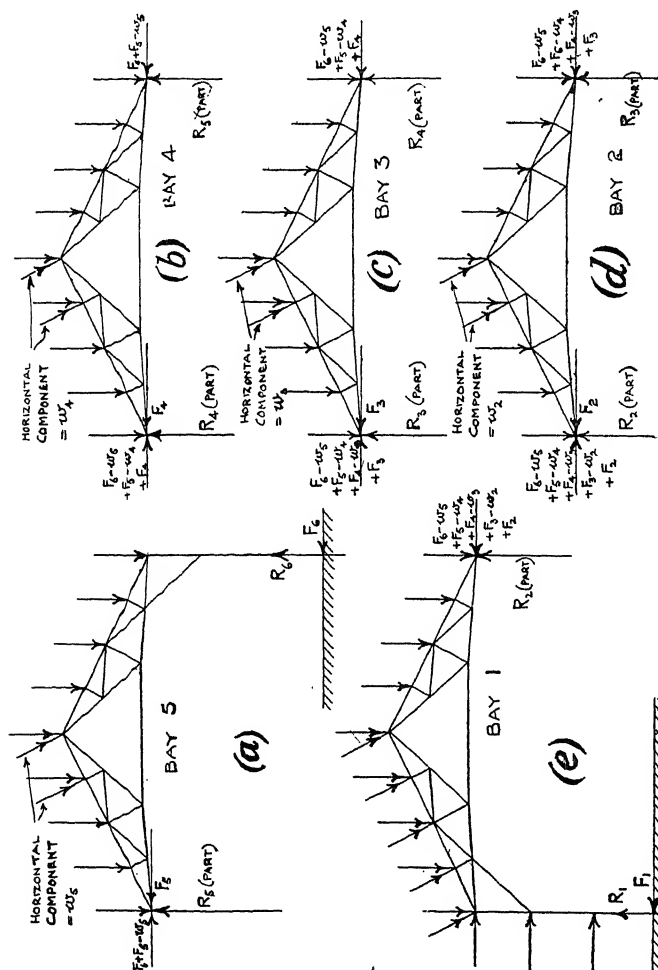 HORIZONTAL
COMPONENT
= w₅
BAY 5
F₆+F₅-w₅
F₅
R₅(PART)
R₆
F₆
(a)
HORIZONTAL
COMPONENT
= w₄
BAY 4
F₆-w₅
+F₅-w₄
+F₄
F₄
R₄(PART)
F₆+F₅-w₅
R₅(PART)
(b)
HORIZONTAL
COMPONENT
= w
BAY 3
F₆-w₅
+F₅-w₄
+F₄-w₃
+F₃
F₃
R₃(PART)
F₆-w₅
+F₅-w₄
+F₄
R₄(PART)
(c)
HORIZONTAL
COMPONENT
= w₂
BAY 2
F₆-w₅
+F₅-w₄
+F₄-w₃
+F₃-w₂
+F₂
F₂
R₂(PART)
F₆-w₅
+F₅-w₄
+F₄-w₃
+F₃
R₃(PART)
(d)
BAY 1
F₆-w₅
+F₅-w₄
+F₄-w₃
+F₃-w₂
+F₂
R₂(PART)
R₁
F₁
(e)